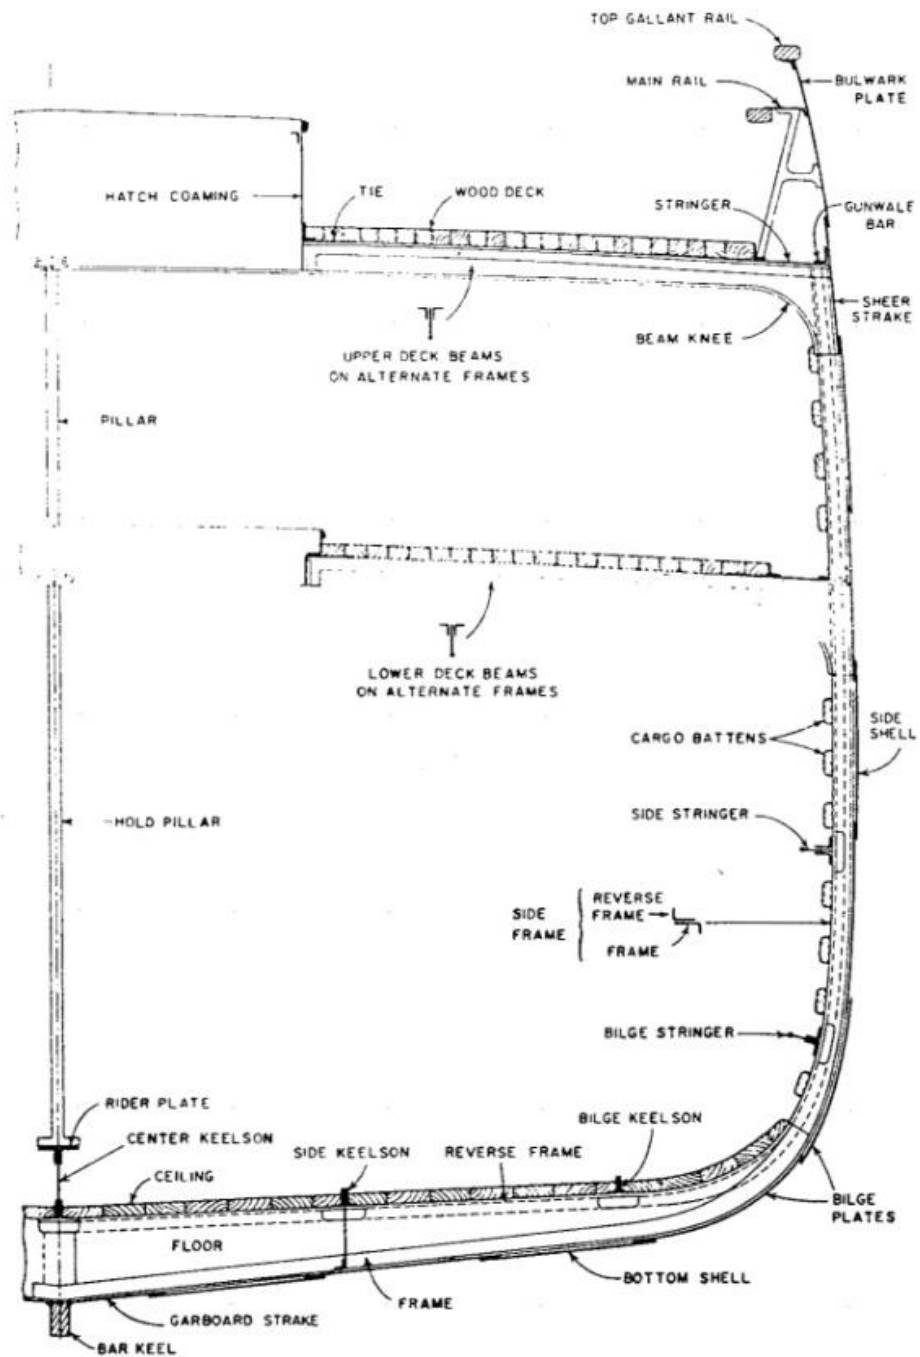 TOP GALLANT RAIL
MAIN RAIL
BULWARK
PLATE
HATCH COAMING
TIE
WOOD DECK
STRINGER
GUNWALE
BAR
SHEER
STRAKE
BEAM KNEE
UPPER DECK BEAMS
ON ALTERNATE FRAMES
PILLAR
LOWER DECK BEAMS
ON ALTERNATE FRAMES
CARGO BATTENS
SIDE
SHELL
SIDE STRINGER
HOLD PILLAR
SIDE
FRAME
REVERSE
FRAME
FRAME
BILGE STRINGER
RIDER PLATE
CENTER KEELSON
SIDE KEELSON
REVERSE FRAME
BILGE KEELSON
CEILING
BILGE
PLATES
FLOOR
BOTTOM SHELL
FRAME
GARBOARD STRAKE
BAR KEEL